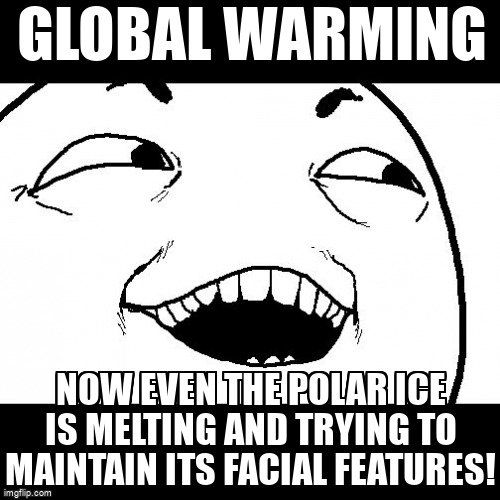 GLOBAL WARMING
NOW EVEN THE POLAR ICE
IS MELTING AND TRYING TO
MAINTAIN ITS FACIAL FEATURES!
imgflip.com